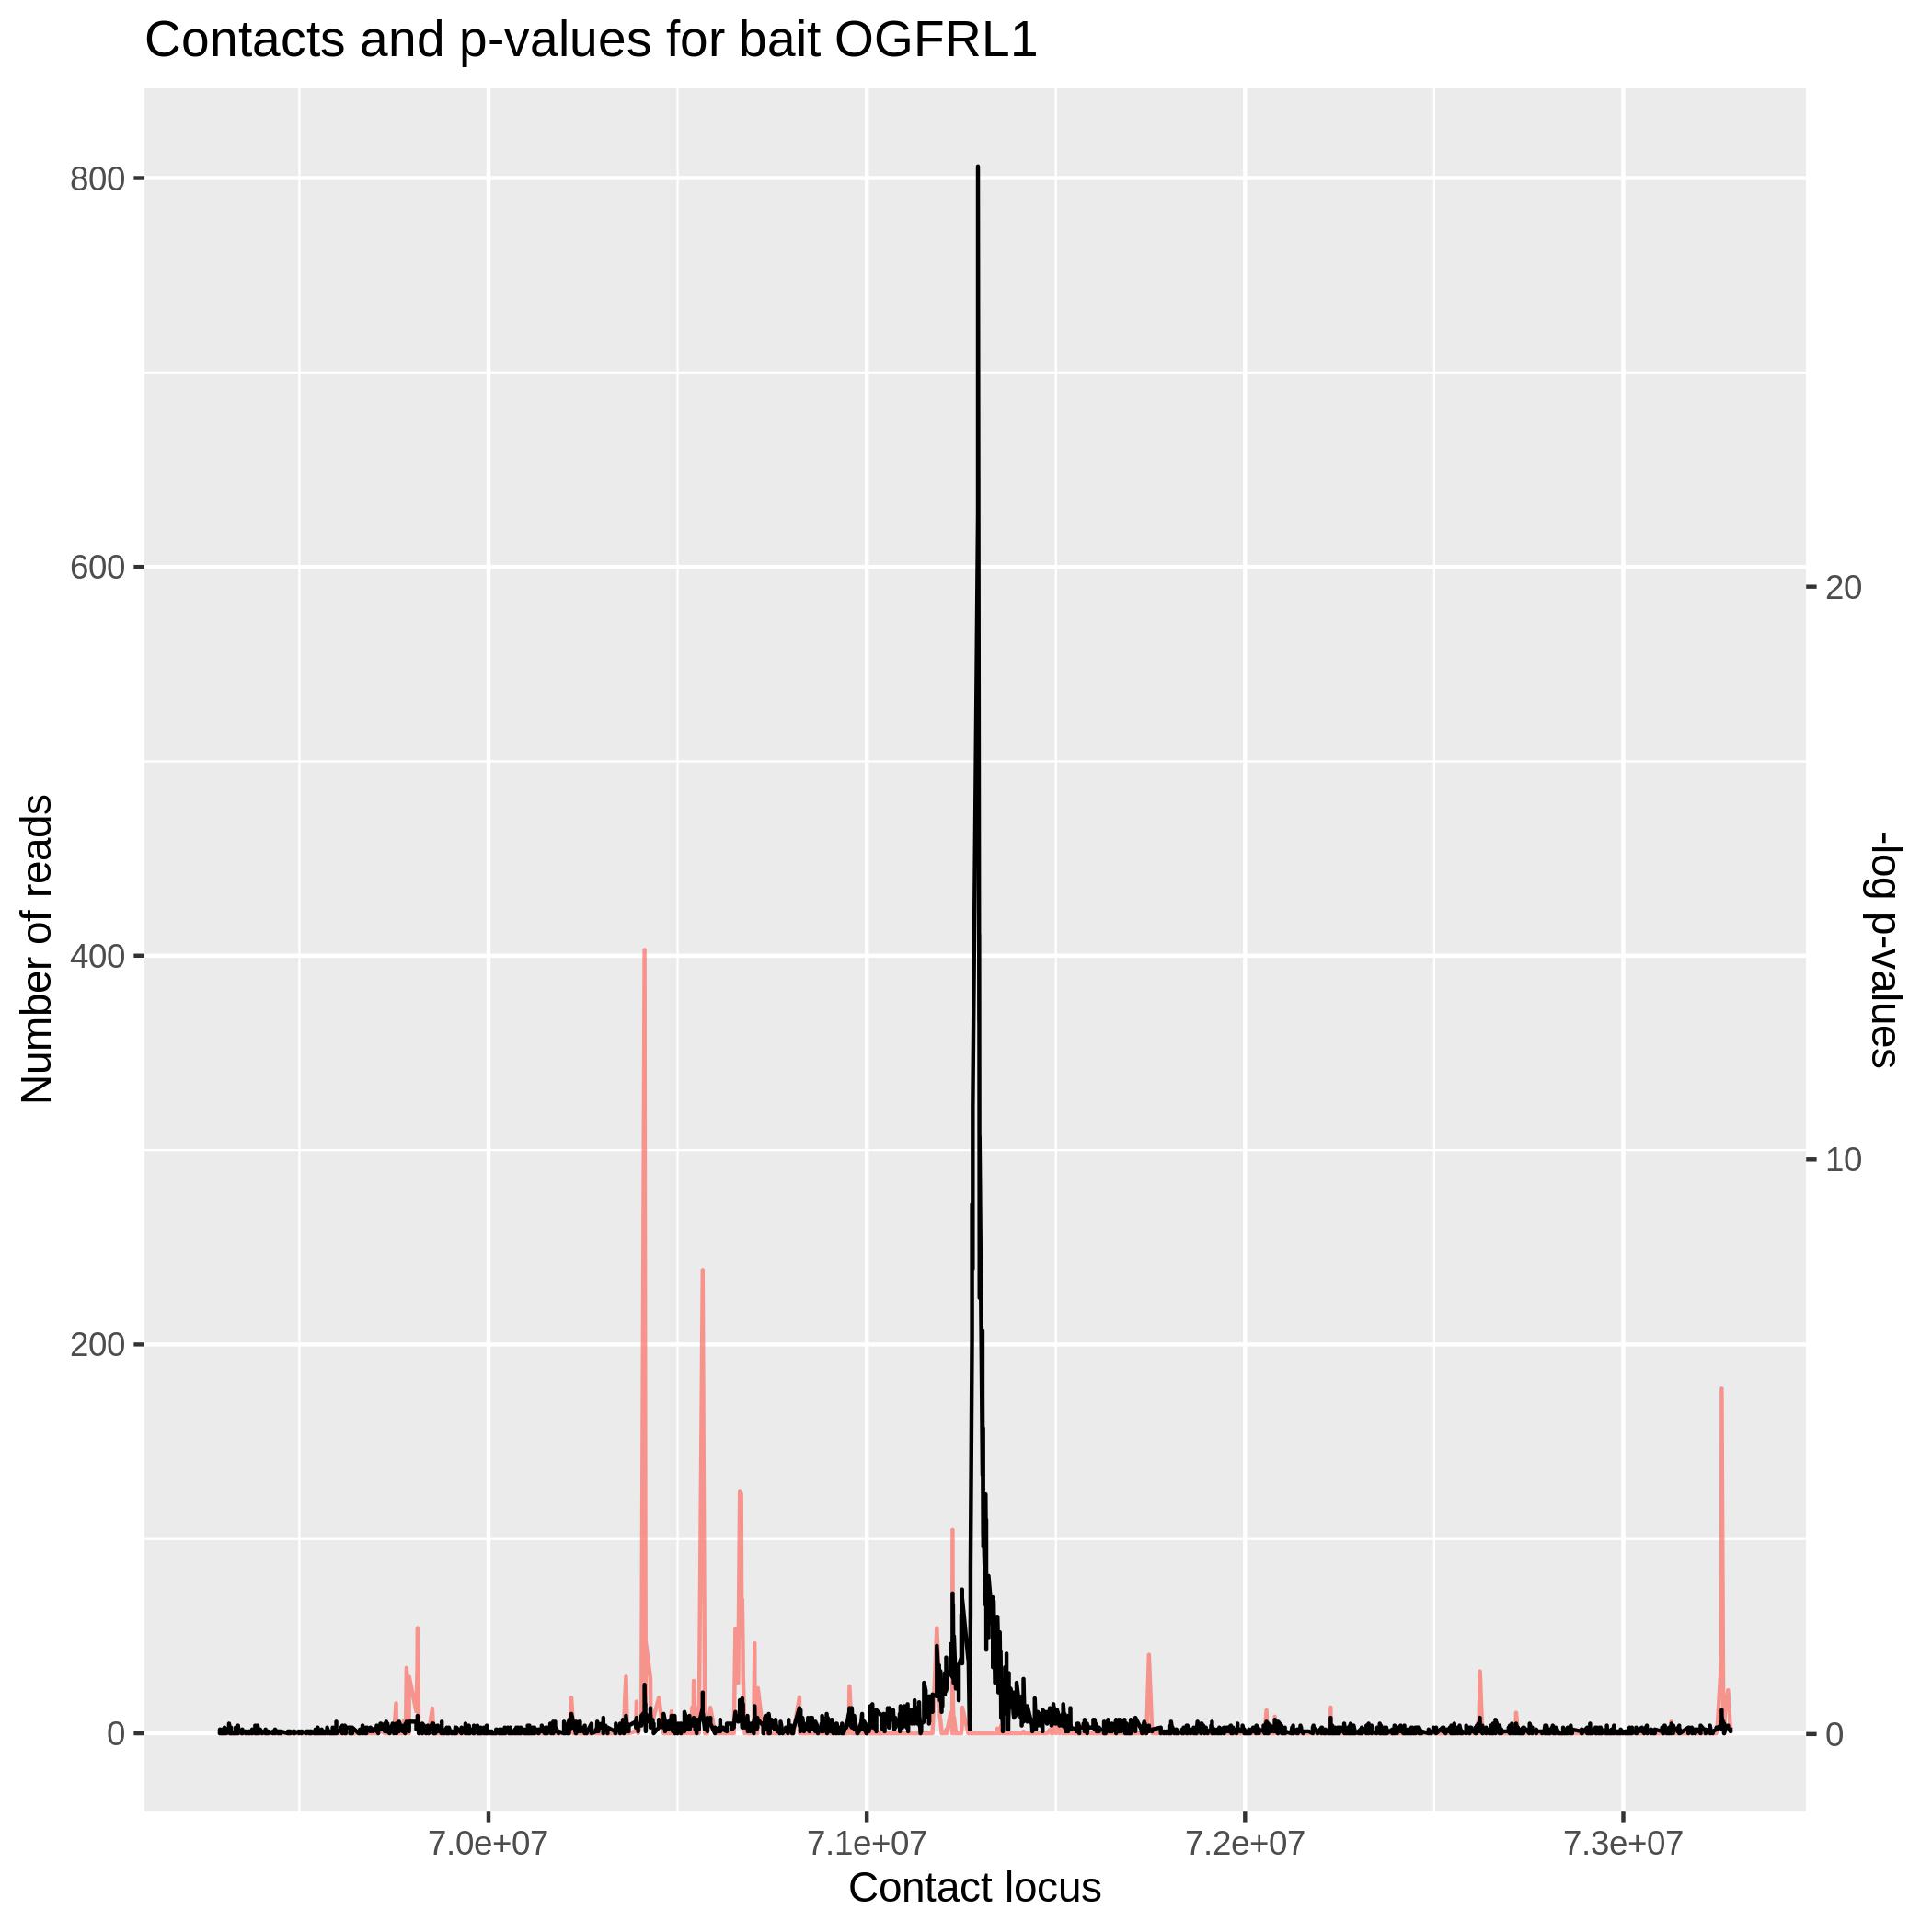 Contacts and p-values for bait OGFRL1
800
600
400
200
0
Number of reads
20
10
0
-log p-values
7.0e+07
7.1e+07
7.2e+07
7.3e+07
Contact locus